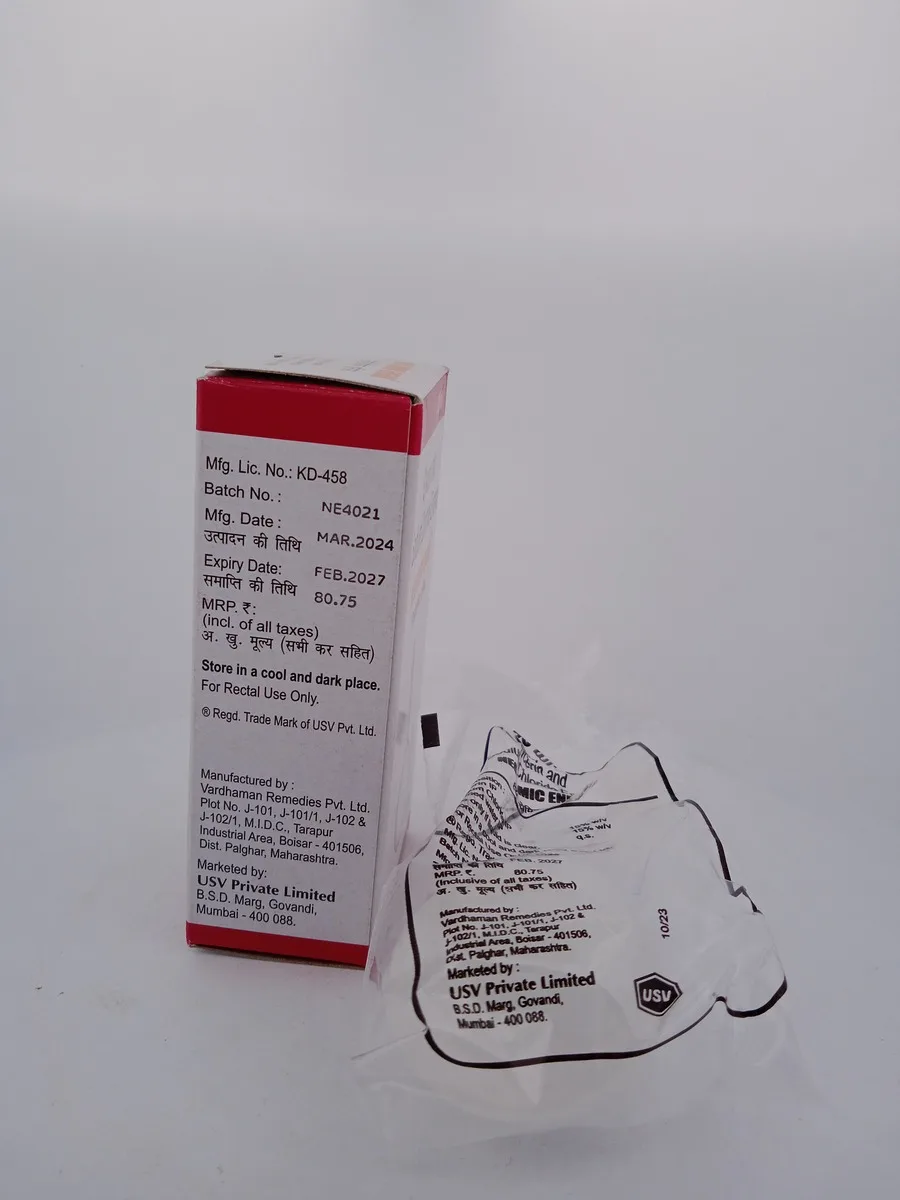 Mfg. Lic. No.: KD-458
Batch No. : NE4021
Mfg. Date : MAR.2024
उत्पादन की तिथि
Expiry Date: FEB.2027
समाप्ति की तिथि
MRP. ₹: 80.75
(incl. of all taxes)
अ. खु. मूल्य (सभी कर सहित)
Store in a cool and dark place.
For Rectal Use Only.
® Regd. Trade Mark of USV Pvt. Ltd.
Manufactured by :
Vardhaman Remedies Pvt. Ltd.
Plot No. J-101, J-101/1, J-102 &
J-102/1, M.I.D.C., Tarapur
Industrial Area, Boisar - 401506,
Dist. Palghar, Maharashtra.
Marketed by:
USV Private Limited
B.S.D. Marg, Govandi,
Mumbai - 400 088.
and
MIC EN
15% w/v
q.s.
FEB. 2027
MRP ₹. 80.75
(Inclusive of all taxes)
अ. खु. मूल्य (सभी कर सहित)
Manufactured by :
Vardhaman Remedies Pvt. Ltd.
Plot No. J-101, J-101/1, J-102 &
J-102/1, M.I.D.C., Tarapur
Industrial Area, Boisar - 401506,
Dist. Palghar, Maharashtra.
Marketed by :
USV Private Limited
B.S.D. Marg, Govandi,
Mumbai - 400 088.
10/23
USV